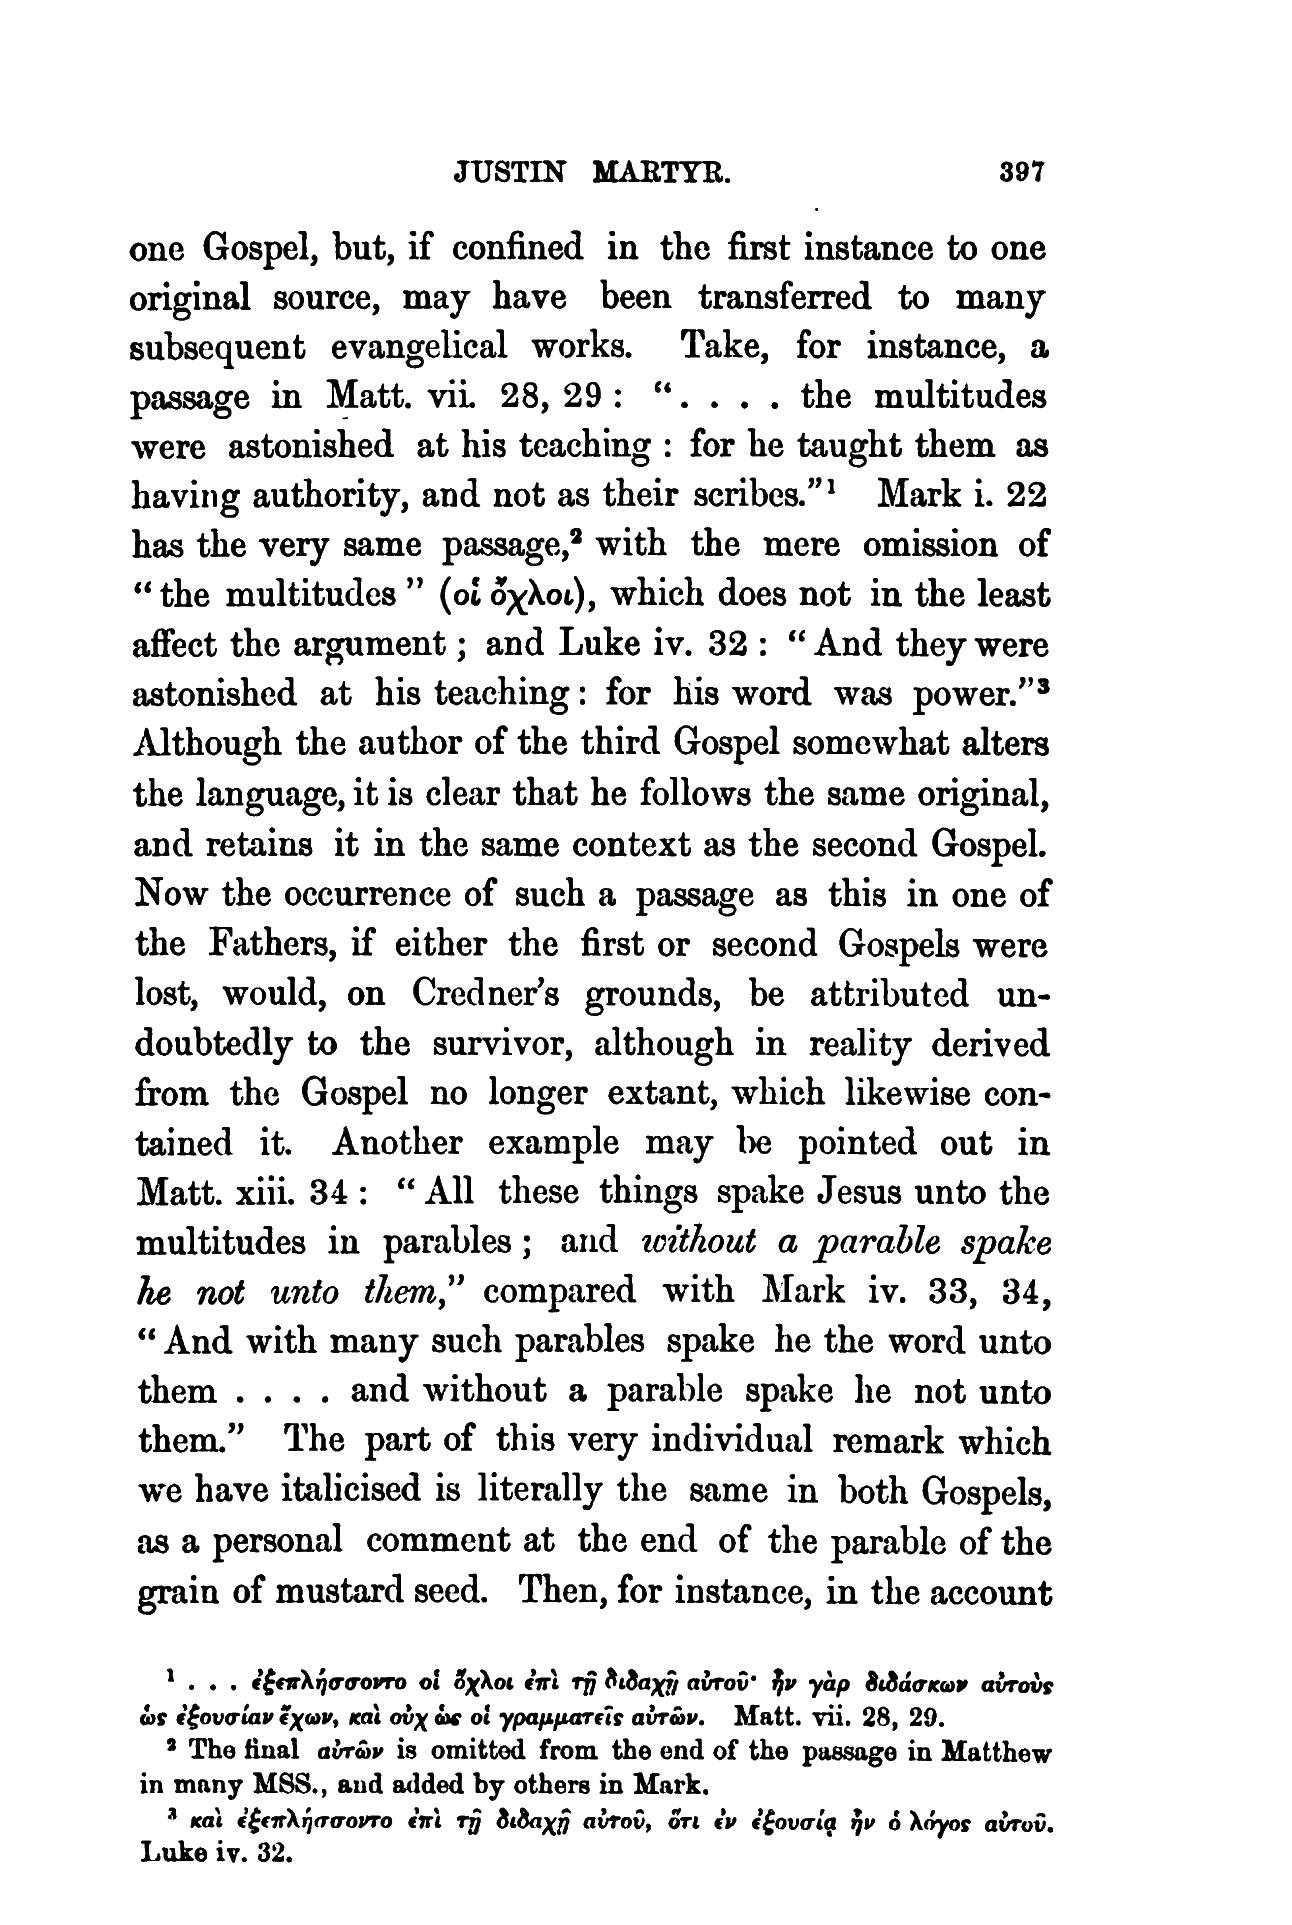 JUSTIN MARTYR. 397
one Gospel, but, if confined in the first instance to one
original source, may have been transferred to many
subsequent evangelical works. Take, for instance, a
passage in Matt. vii. 28, 29 : “. . . . the multitudes
were astonished at his teaching : for he taught them as
having authority, and not as their scribes.”¹ Mark i. 22
has the very same passage,² with the mere omission of
“the multitudes” (οἱ ὄχλοι), which does not in the least
affect the argument ; and Luke iv. 32 : “And they were
astonished at his teaching : for his word was power.”³
Although the author of the third Gospel somewhat alters
the language, it is clear that he follows the same original,
and retains it in the same context as the second Gospel.
Now the occurrence of such a passage as this in one of
the Fathers, if either the first or second Gospels were
lost, would, on Credner’s grounds, be attributed un-
doubtedly to the survivor, although in reality derived
from the Gospel no longer extant, which likewise con-
tained it. Another example may be pointed out in
Matt. xiii. 34 : “All these things spake Jesus unto the
multitudes in parables ; and without a parable spake
he not unto them,” compared with Mark iv. 33, 34,
“And with many such parables spake he the word unto
them . . . . and without a parable spake he not unto
them.” The part of this very individual remark which
we have italicised is literally the same in both Gospels,
as a personal comment at the end of the parable of the
grain of mustard seed. Then, for instance, in the account
¹ . . . ἐξεπλήσσοντο οἱ ὄχλοι ἐπὶ τῇ διδαχῇ αὐτοῦ· ἦν γὰρ διδάσκων αὐτοὺς
ὡς ἐξουσίαν ἔχων, καὶ οὐχ ὡς οἱ γραμματεῖς αὐτῶν. Matt. vii. 28, 29.
² The final αὐτῶν is omitted from the end of the passage in Matthew
in many MSS., and added by others in Mark.
³ καὶ ἐξεπλήσσοντο ἐπὶ τῇ διδαχῇ αὐτοῦ, ὅτι ἐν ἐξουσίᾳ ἦν ὁ λόγος αὐτοῦ.
Luke iv. 32.